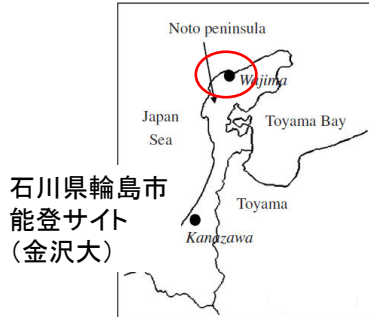 Noto peninsula
Wajima
Japan
Sea
Toyama Bay
石川県輪島市
能登サイト
(金沢大)
Toyama
Kanazawa